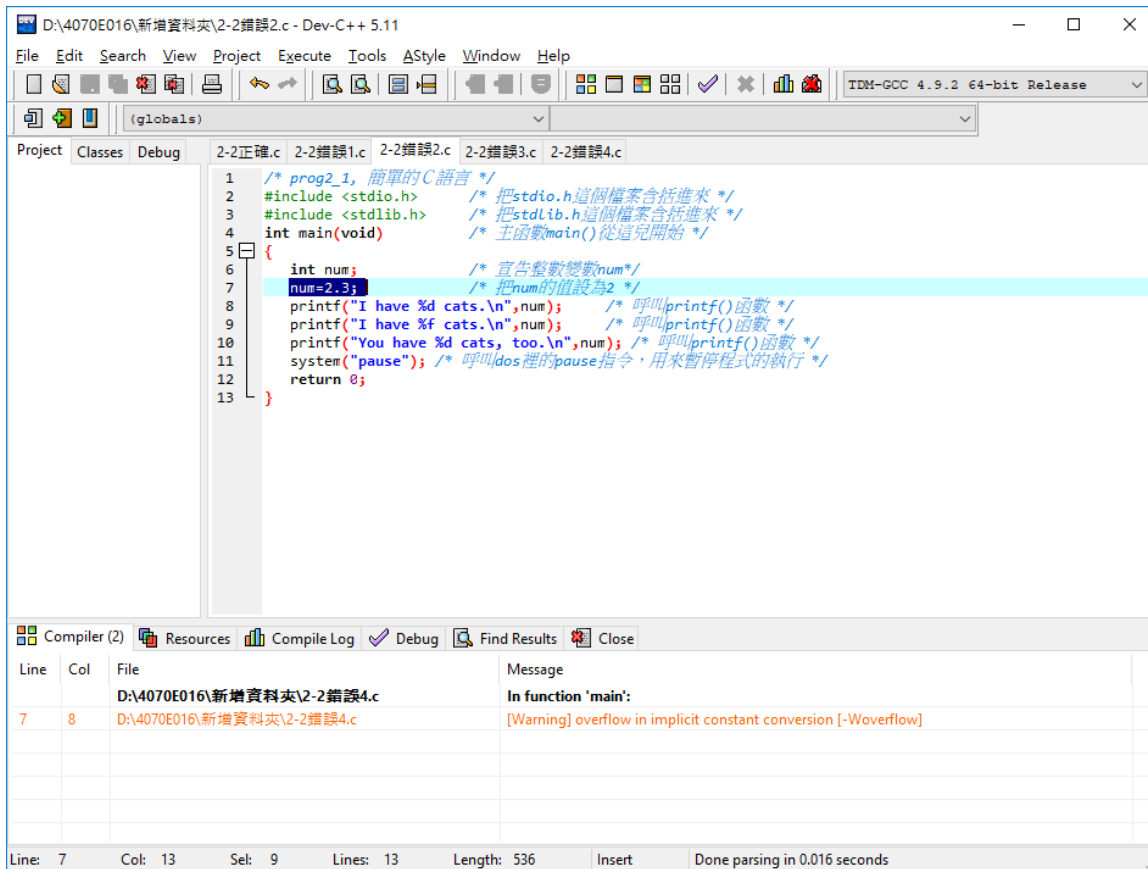 D:\4070E016\新增資料夾\2-2錯誤2.c - Dev-C++ 5.11
File Edit Search View Project Execute Tools AStyle Window Help
TDM-GCC 4.9.2 64-bit Release
(globals)
Project Classes Debug 2-2正確.c 2-2錯誤1.c 2-2錯誤2.c 2-2錯誤3.c 2-2錯誤4.c
1 /* prog2_1, 簡單的C語言 */
2 #include <stdio.h> /* 把stdio.h這個檔案含括進來 */
3 #include <stdlib.h> /* 把stdlib.h這個檔案含括進來 */
4 int main(void) /* 主函數main()從這兒開始 */
5 {
6 int num; /* 宣告整數變數num*/
7 num=2.3; /* 把num的值設為2 */
8 printf("I have %d cats.\n",num); /* 呼叫printf()函數 */
9 printf("I have %f cats.\n",num); /* 呼叫printf()函數 */
10 printf("You have %d cats, too.\n",num); /* 呼叫printf()函數 */
11 system("pause"); /* 呼叫dos裡的pause指令，用來暫停程式的執行 */
12 return 0;
13 }
Compiler (2) Resources Compile Log Debug Find Results Close
Line Col File Message
D:\4070E016\新增資料夾\2-2錯誤4.c In function 'main':
7 8 D:\4070E016\新增資料夾\2-2錯誤4.c [Warning] overflow in implicit constant conversion [-Woverflow]
Line: 7 Col: 13 Sel: 9 Lines: 13 Length: 536 Insert Done parsing in 0.016 seconds